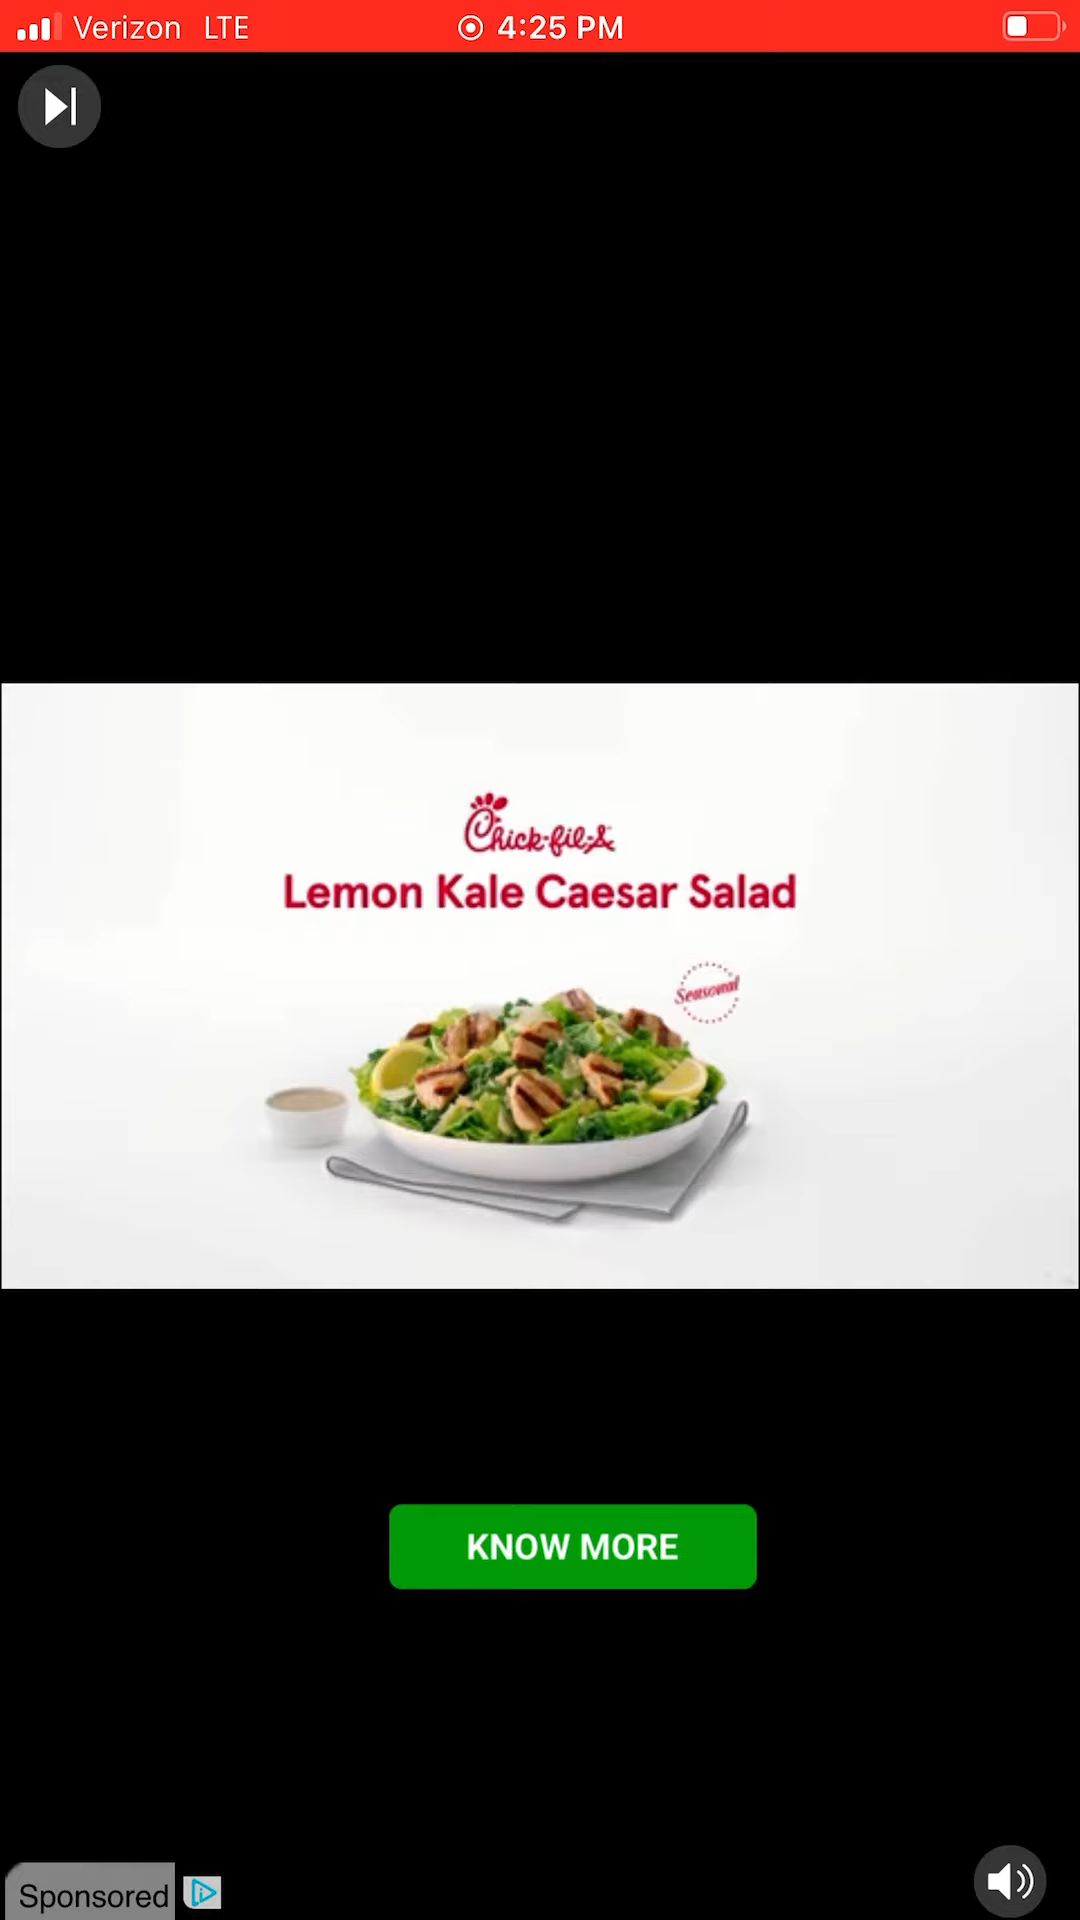 Verizon LTE 4:25 PM
Chick-fil-A
Lemon Kale Caesar Salad
Seasonal
KNOW MORE
Sponsored